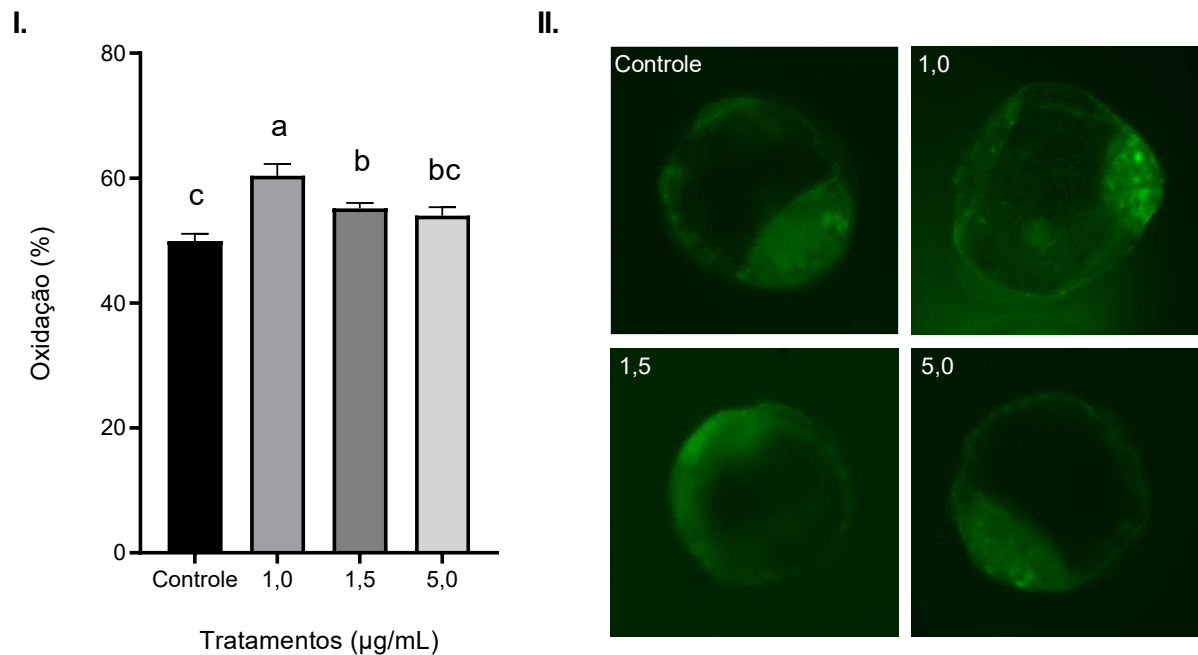 I.
80
60
40
20
0
Oxidação (%)
c
a
b
bc
Controle
1,0
1,5
5,0
Tratamentos (µg/mL)
II.
Controle
1,0
1,5
5,0